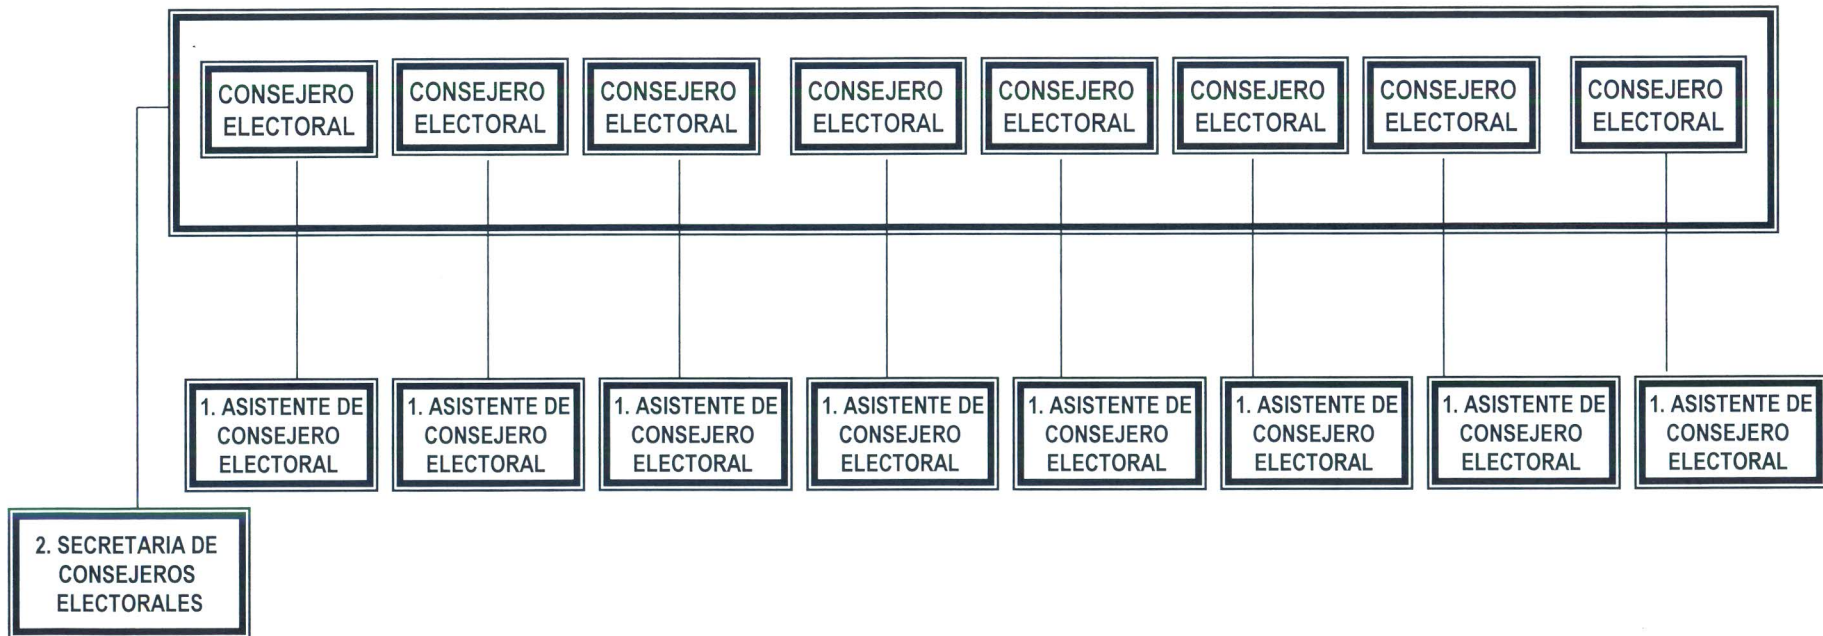 CONSEJERO
ELECTORAL
CONSEJERO
ELECTORAL
CONSEJERO
ELECTORAL
CONSEJERO
ELECTORAL
CONSEJERO
ELECTORAL
CONSEJERO
ELECTORAL
CONSEJERO
ELECTORAL
CONSEJERO
ELECTORAL
1. ASISTENTE DE
CONSEJERO
ELECTORAL
1. ASISTENTE DE
CONSEJERO
ELECTORAL
1. ASISTENTE DE
CONSEJERO
ELECTORAL
1. ASISTENTE DE
CONSEJERO
ELECTORAL
1. ASISTENTE DE
CONSEJERO
ELECTORAL
1. ASISTENTE DE
CONSEJERO
ELECTORAL
1. ASISTENTE DE
CONSEJERO
ELECTORAL
1. ASISTENTE DE
CONSEJERO
ELECTORAL
2. SECRETARIA DE
CONSEJEROS
ELECTORALES